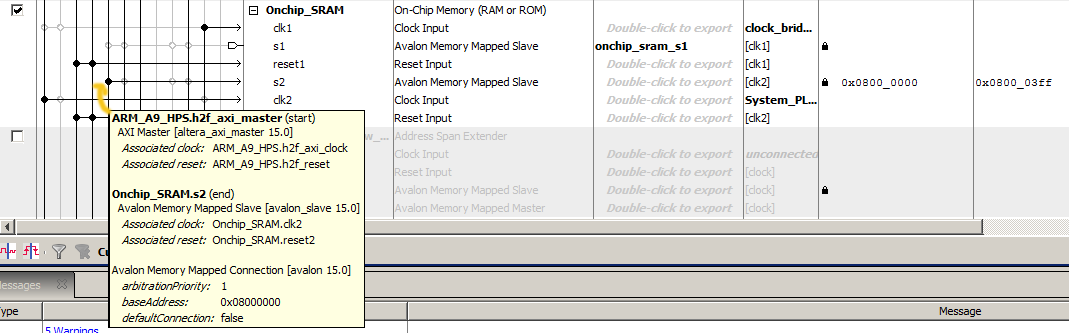 Onchip_SRAM On-Chip Memory (RAM or ROM)
clk1 Clock Input Double-click to export clock_brid...
s1 Avalon Memory Mapped Slave onchip_sram_s1 [clk1]
reset1 Reset Input Double-click to export [clk1]
s2 Avalon Memory Mapped Slave Double-click to export [clk2] 0x0800_0000 0x0800_03ff
clk2 Clock Input Double-click to export System_PL...
Reset Input Double-click to export [clk2]
w_... Address Span Extender
Clock Input Double-click to export unconnected
Reset Input Double-click to export [clock]
Avalon Memory Mapped Slave Double-click to export [clock]
Avalon Memory Mapped Master Double-click to export [clock]
ARM_A9_HPS.h2f_axi_master (start)
AXI Master [altera_axi_master 15.0]
Associated clock: ARM_A9_HPS.h2f_axi_clock
Associated reset: ARM_A9_HPS.h2f_reset
Onchip_SRAM.s2 (end)
Avalon Memory Mapped Slave [avalon_slave 15.0]
Associated clock: Onchip_SRAM.clk2
Associated reset: Onchip_SRAM.reset2
Avalon Memory Mapped Connection [avalon 15.0]
arbitrationPriority: 1
baseAddress: 0x08000000
defaultConnection: false
Cu
essages
ype Message
5 Warnings